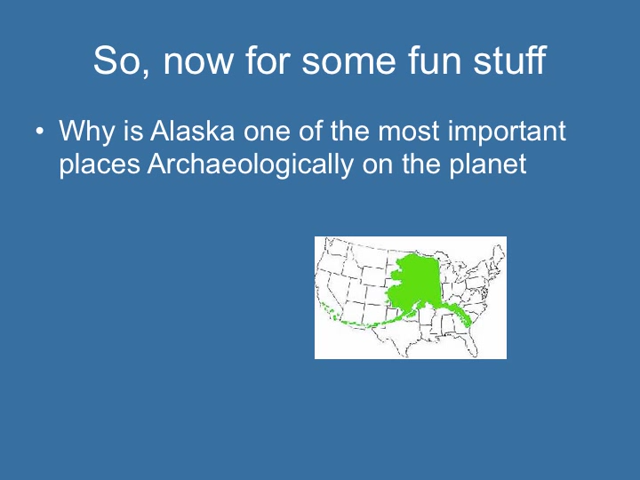 So, now for some fun stuff
• Why is Alaska one of the most important
places Archaeologically on the planet